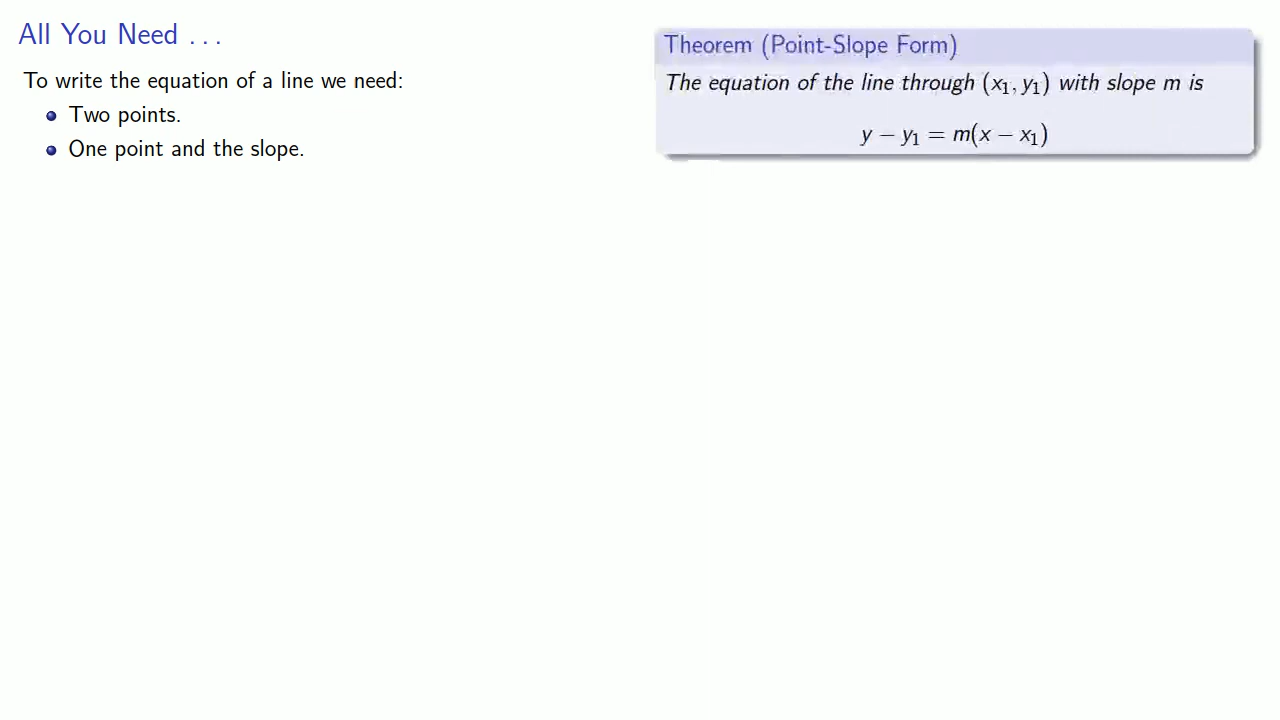 All You Need ...
To write the equation of a line we need:
Two points.
One point and the slope.
Theorem (Point-Slope Form)
The equation of the line through (x₁, y₁) with slope m is
y − y₁ = m(x − x₁)